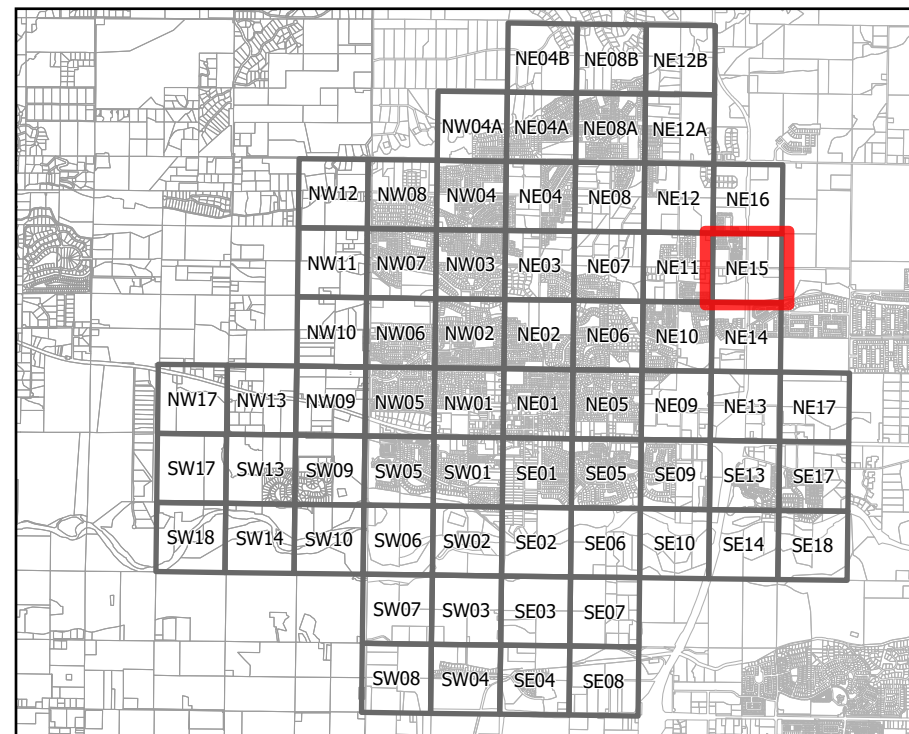 NE04B NE08B NE12B
NW04A NE04A NE08A NE12A
NW12 NW08 NW04 NE04 NE08 NE12 NE16
NW11 NW07 NW03 NE03 NE07 NE11 NE15
NW10 NW06 NW02 NE02 NE06 NE10 NE14
NW17 NW13 NW09 NW05 NW01 NE01 NE05 NE09 NE13 NE17
SW17 SW13 SW09 SW05 SW01 SE01 SE05 SE09 SE13 SE17
SW18 SW14 SW10 SW06 SW02 SE02 SE06 SE10 SE14 SE18
SW07 SW03 SE03 SE07
SW08 SW04 SE04 SE08